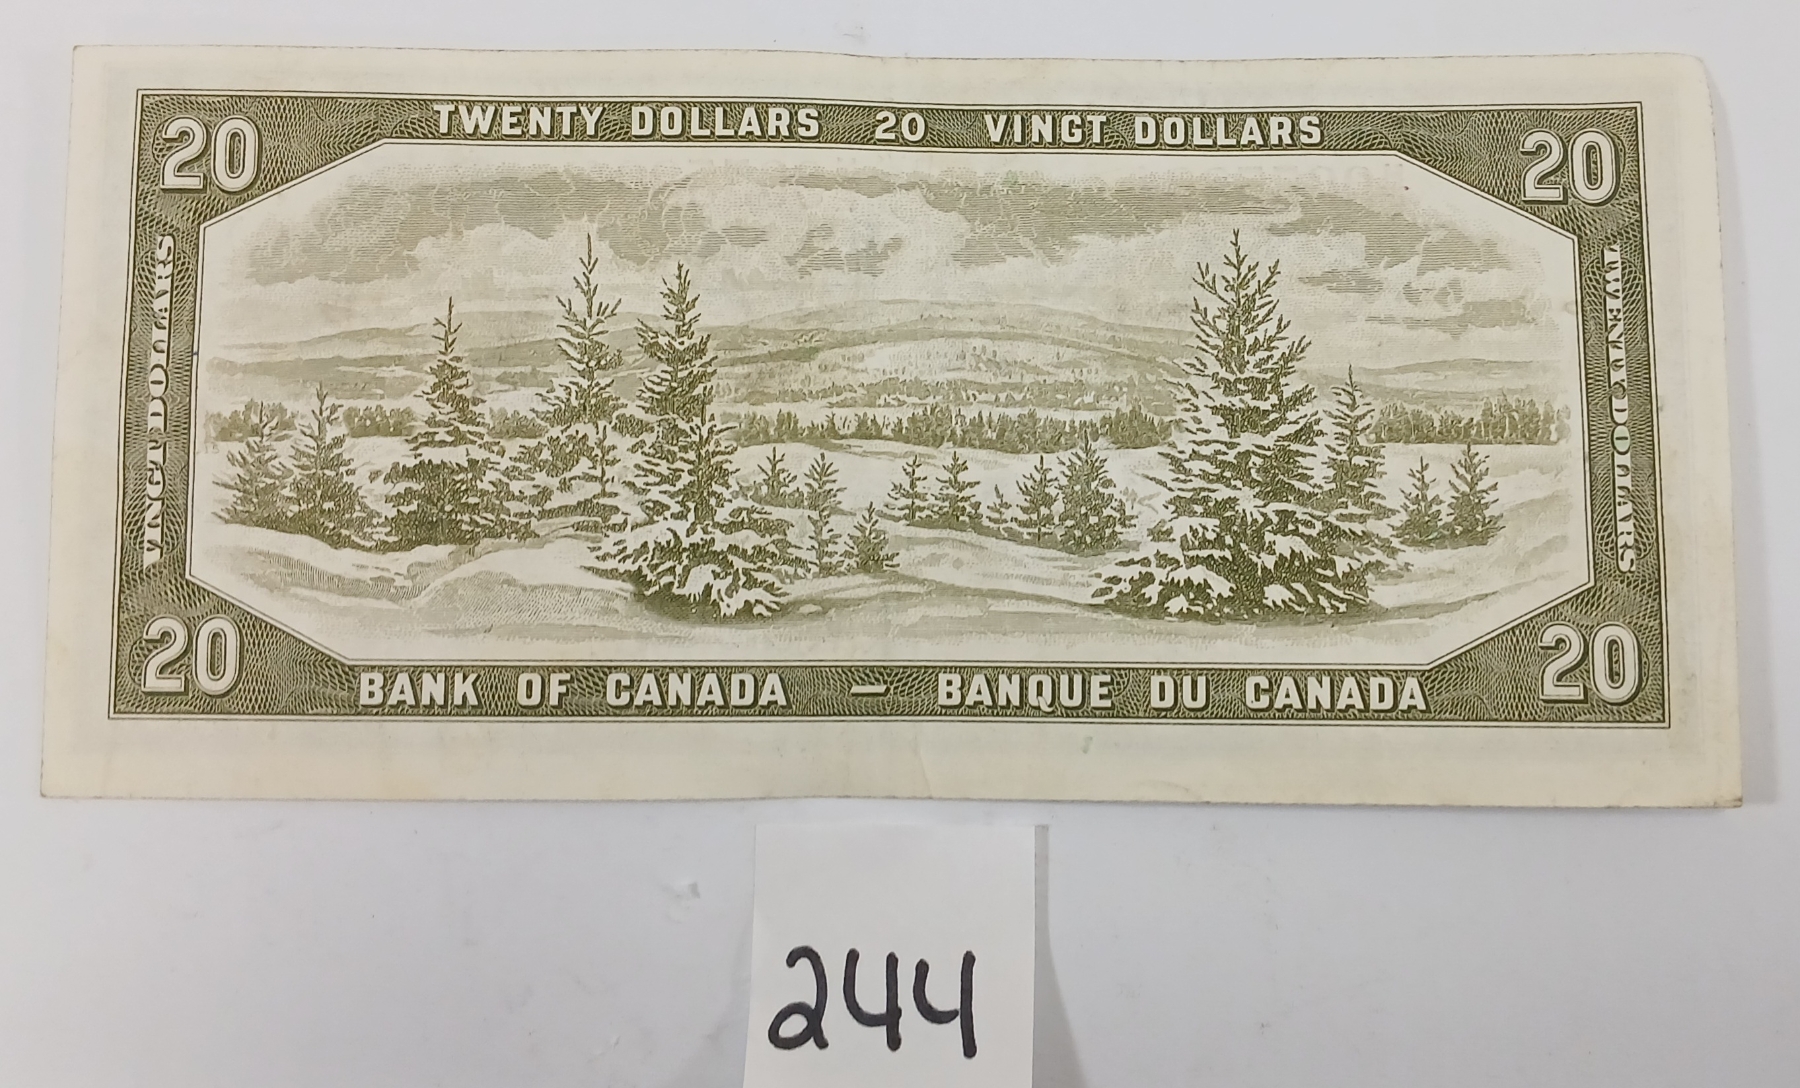 TWENTY DOLLARS 20 VINGT DOLLARS
20
20
VINGT DOLLARS
TWENTY DOLLARS
20
20
BANK OF CANADA — BANQUE DU CANADA
244